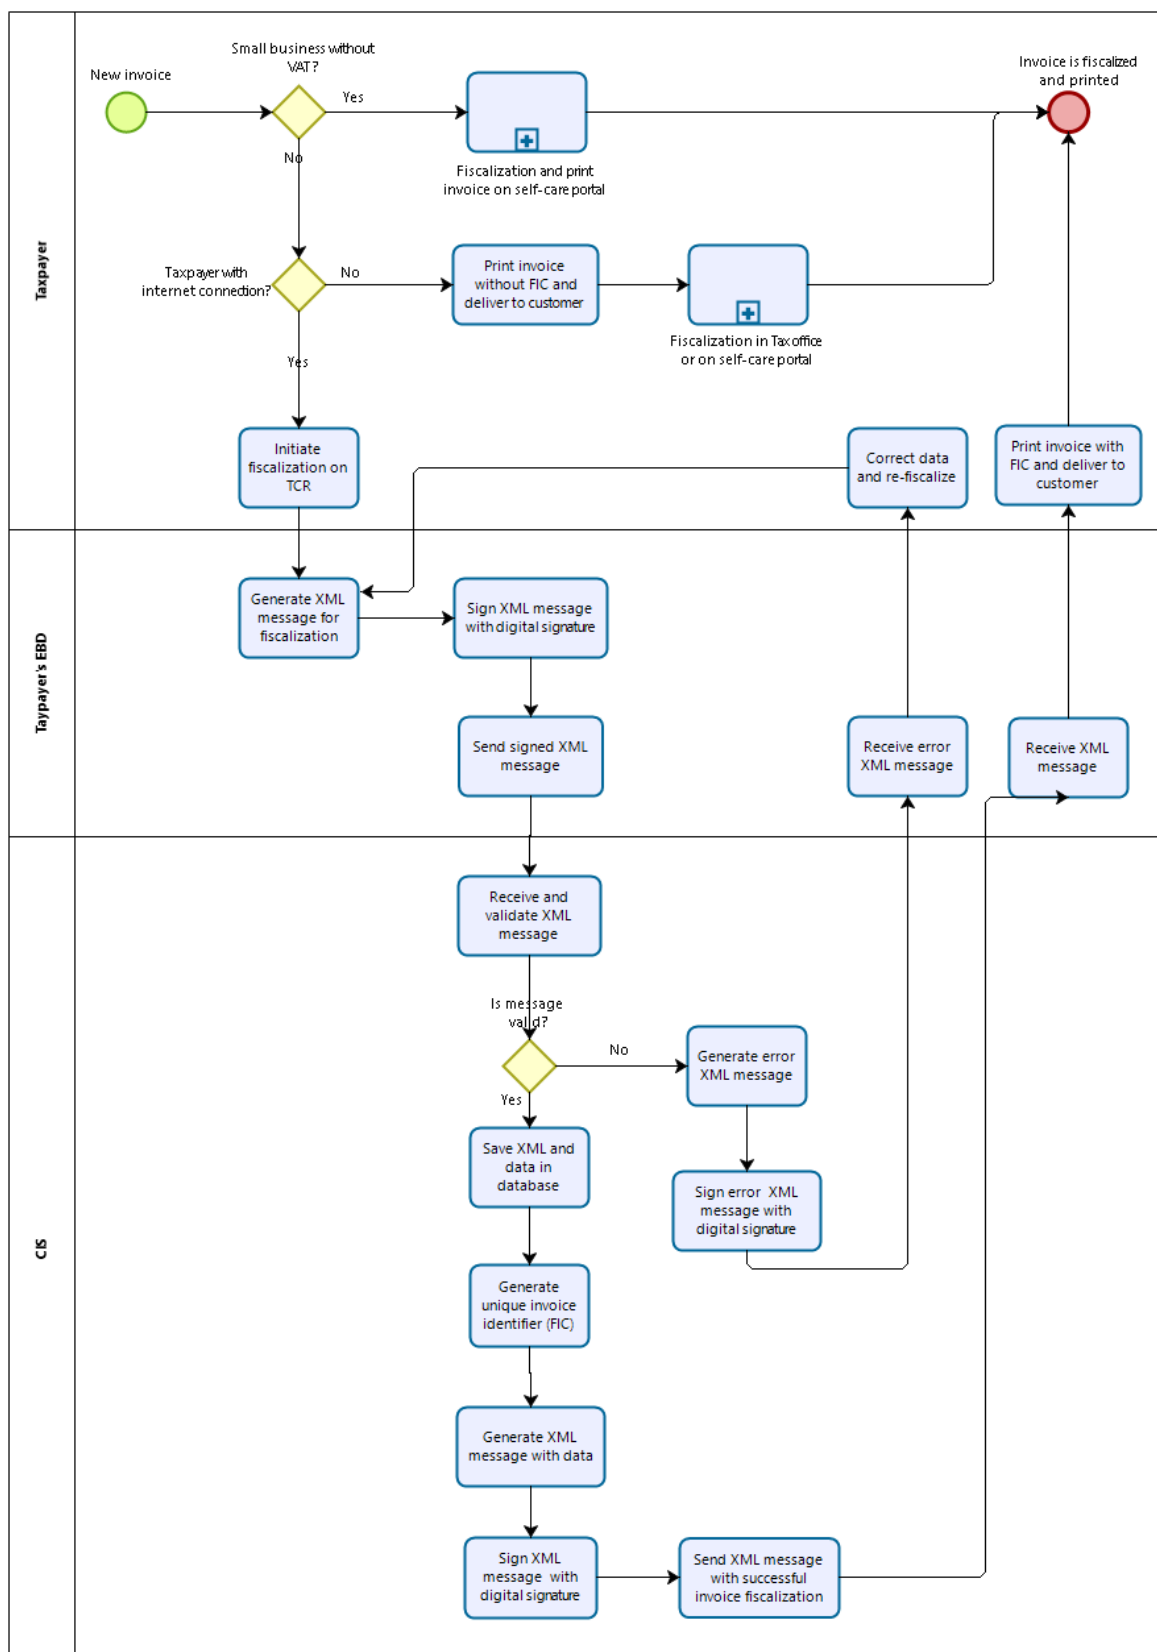 Taxpayer
New invoice
Small business without
VAT?
Yes
No
Fiscalization and print
invoice on self-care portal
Invoice is fiscalized
and printed
Taxpayer with
internet connection?
No
Yes
Print invoice
without FIC and
deliver to customer
Fiscalization in Tax office
or on self-care portal
Initiate
fiscalization on
TCR
Correct data
and re-fiscalize
Print invoice with
FIC and deliver to
customer
Taypayer's EBD
Generate XML
message for
fiscalization
Sign XML message
with digital signature
Send signed XML
message
Receive error
XML message
Receive XML
message
CIS
Receive and
validate XML
message
Is message
valid?
No
Yes
Generate error
XML message
Save XML and
data in
database
Sign error XML
message with
digital signature
Generate
unique invoice
identifier (FIC)
Generate XML
message with data
Sign XML
message with
digital signature
Send XML message
with successful
invoice fiscalization